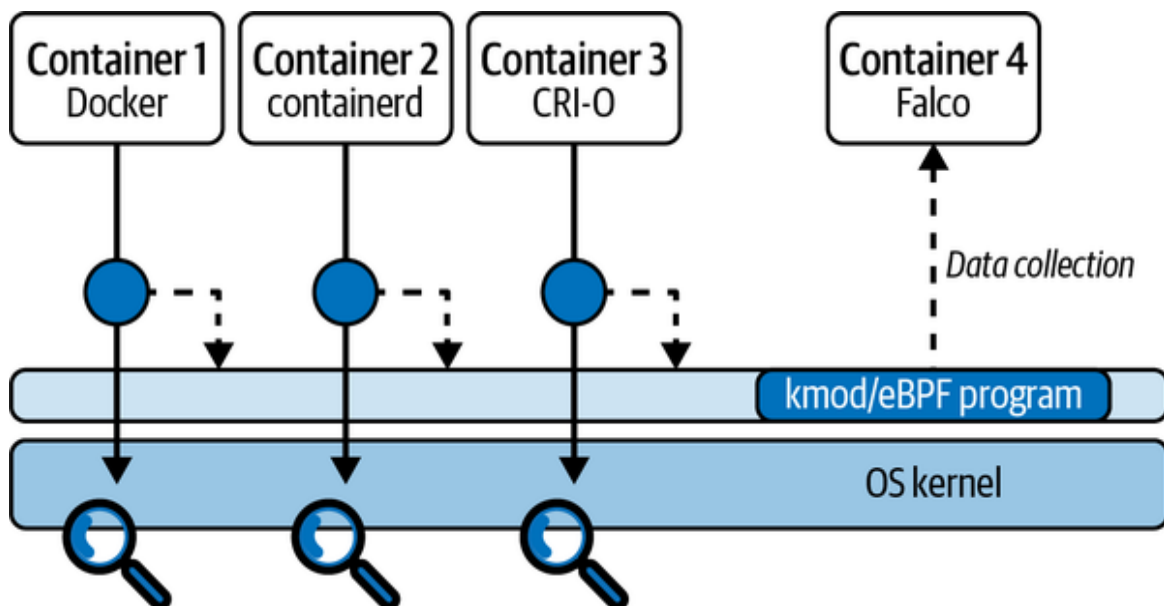 Container 1
Docker
Container 2
containerd
Container 3
CRI-O
Container 4
Falco
Data collection
kmod/eBPF program
OS kernel